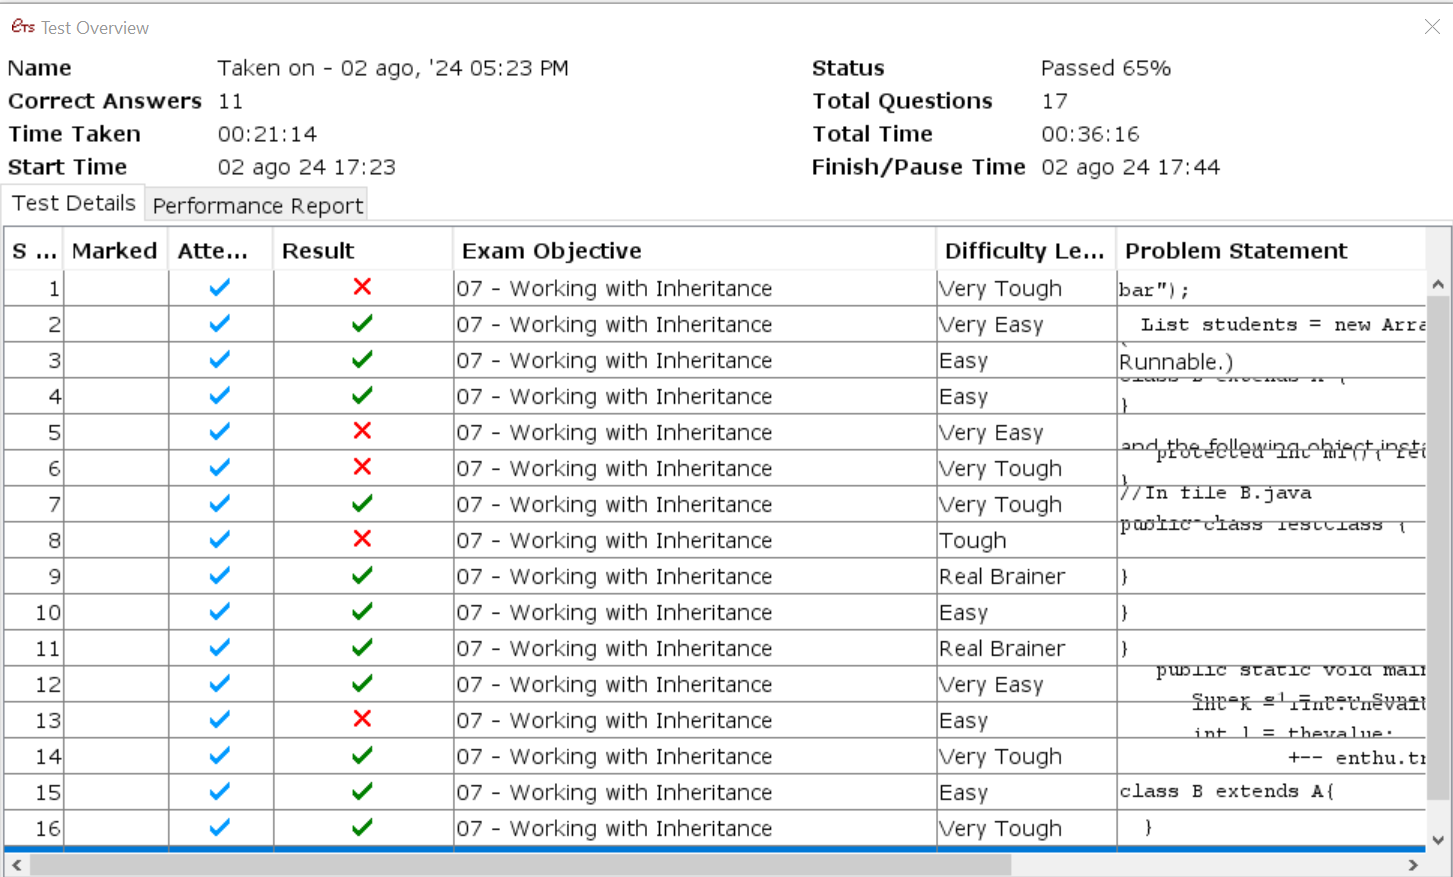 eTS Test Overview
Name Taken on - 02 ago, '24 05:23 PM Status Passed 65%
Correct Answers 11 Total Questions 17
Time Taken 00:21:14 Total Time 00:36:16
Start Time 02 ago 24 17:23 Finish/Pause Time 02 ago 24 17:44
Test Details Performance Report
S ... Marked Atte... Result Exam Objective Difficulty Le... Problem Statement
1 07 - Working with Inheritance Very Tough bar");
2 07 - Working with Inheritance Very Easy List students = new Arra
3 07 - Working with Inheritance Easy Runnable.)
4 07 - Working with Inheritance Easy class B extends A {
}
5 07 - Working with Inheritance Very Easy and the following object insta
6 07 - Working with Inheritance Very Tough protected int m1(){ ret
}
7 07 - Working with Inheritance Very Tough //In file B.java
8 07 - Working with Inheritance Tough public class TestClass {
9 07 - Working with Inheritance Real Brainer }
10 07 - Working with Inheritance Easy }
11 07 - Working with Inheritance Real Brainer }
12 07 - Working with Inheritance Very Easy public static void main
Super s1 = new Super
13 07 - Working with Inheritance Easy
int l = thevalue;
14 07 - Working with Inheritance Very Tough +-- enthu.tr
15 07 - Working with Inheritance Easy class B extends A{
16 07 - Working with Inheritance Very Tough }